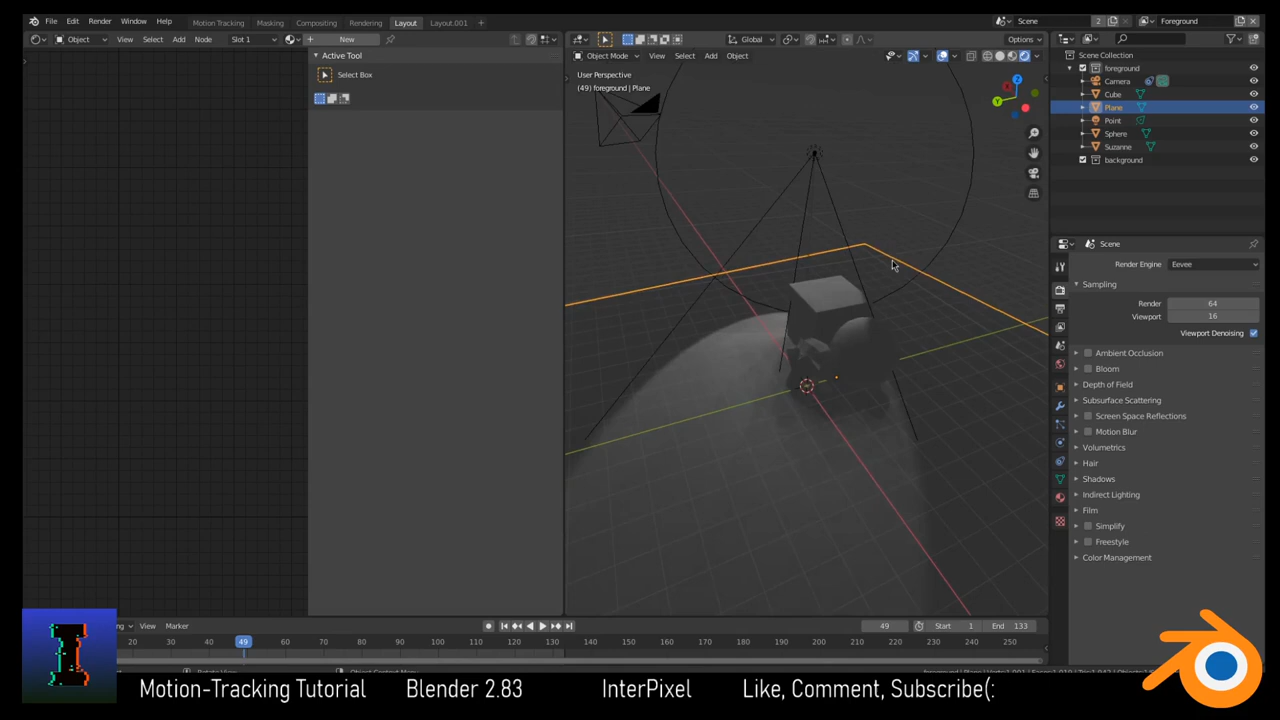 File Edit Render Window Help Motion Tracking Masking Compositing Rendering Layout Layout.001 + Scene 2 Foreground
Object View Select Add Node Slot 1 New Global Options
Active Tool
Select Box
Object Mode View Select Add Object
User Perspective
(49) foreground | Plane
Scene Collection
foreground
Camera
Cube
Plane
Point
Sphere
Suzanne
background
Scene
Render Engine Eevee
Sampling
Render 64
Viewport 16
Viewport Denoising
Ambient Occlusion
Bloom
Depth of Field
Subsurface Scattering
Screen Space Reflections
Motion Blur
Volumetrics
Hair
Shadows
Indirect Lighting
Film
Simplify
Freestyle
Color Management
View Marker 49 Start 1 End 133
20 30 40 49 60 70 80 90 100 110 120 130 140 150 160 170 180 190 200 210 220 230 240 250
Motion-Tracking Tutorial Blender 2.83 InterPixel Like, Comment, Subscribe(: